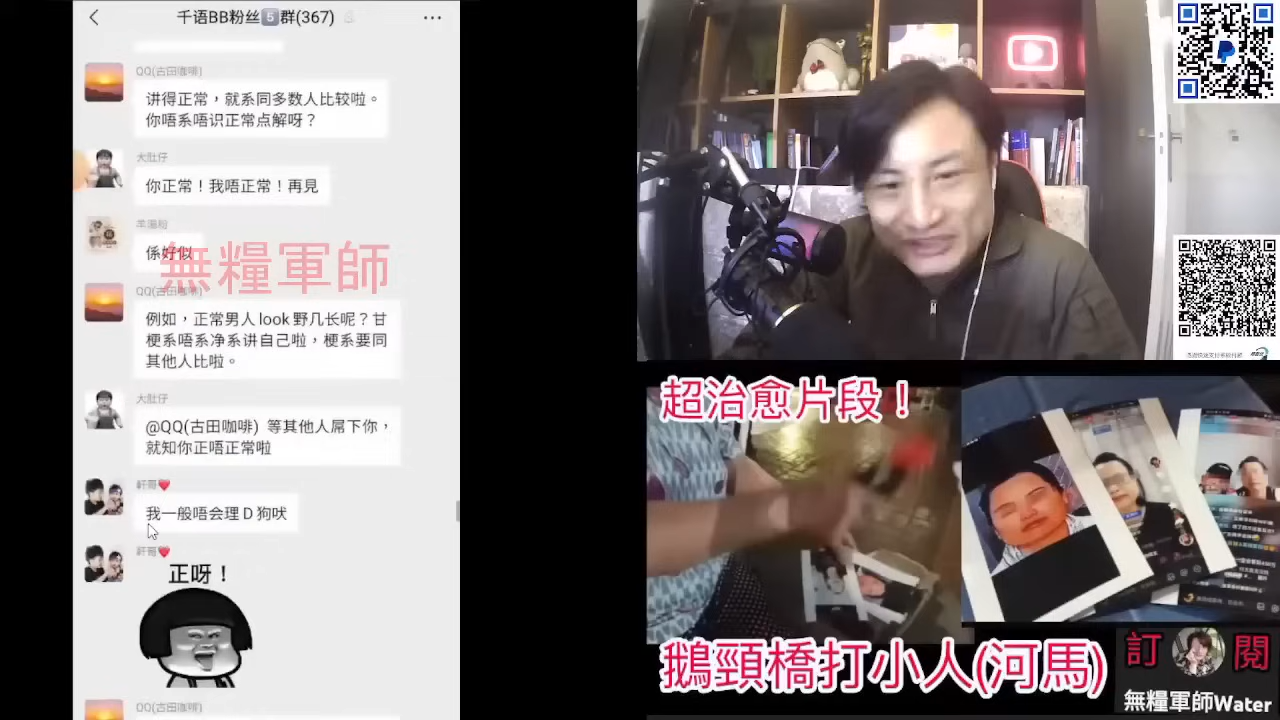 千语BB粉丝5️⃣群(367)
QQ(古田咖啡)
讲得正常，就系同多数人比较啦。
你唔系唔识正常点解呀？
大肚仔
你正常！我唔正常！再見
羊滿粉
係好似
無糧軍師
QQ(古田咖啡)
例如，正常男人look野几长呢？甘
梗系唔系净系讲自己啦，梗系要同
其他人比啦。
大肚仔
@QQ(古田咖啡) 等其他人屌下你，
就知你正唔正常啦
軒哥❤️
我一般唔会理D狗吠
軒哥❤️
正呀！
QQ(古田咖啡)
超治愈片段！
鵝頸橋打小人(河馬)
訂
閱
無糧軍師Water